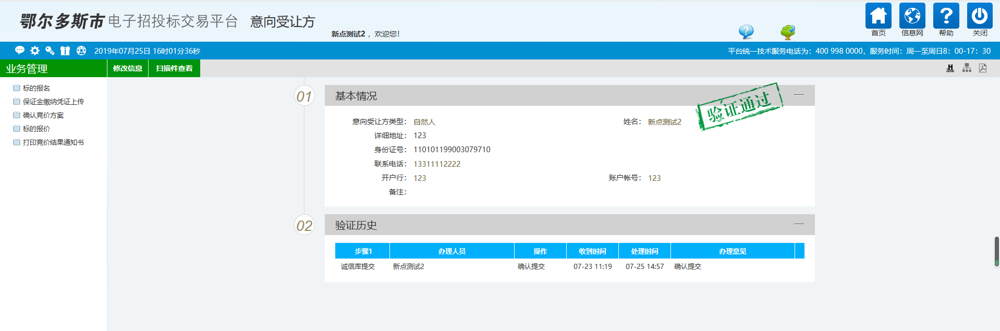 鄂尔多斯市电子招投标交易平台 意向受让方
新点测试2 ，欢迎您！
首页 信息网 帮助 关闭
2019年07月25日 16时01分36秒
平台统一技术服务电话为：400 998 0000，服务时间：周一至周日8：00-17：30
业务管理
修改信息 扫描件查看
标的报名
保证金缴纳凭证上传
确认竞价方案
标的报价
打印竞价结果通知书
01 基本情况
验证通过
意向受让方类型： 自然人 姓名： 新点测试2
详细地址： 123
身份证号： 110101199003079710
联系电话： 13311112222
开户行： 123 账户帐号： 123
备注：
02 验证历史
步骤1 办理人员 操作 收到时间 处理时间 办理意见
诚信库提交 新点测试2 确认提交 07-23 11:19 07-25 14:57 确认提交